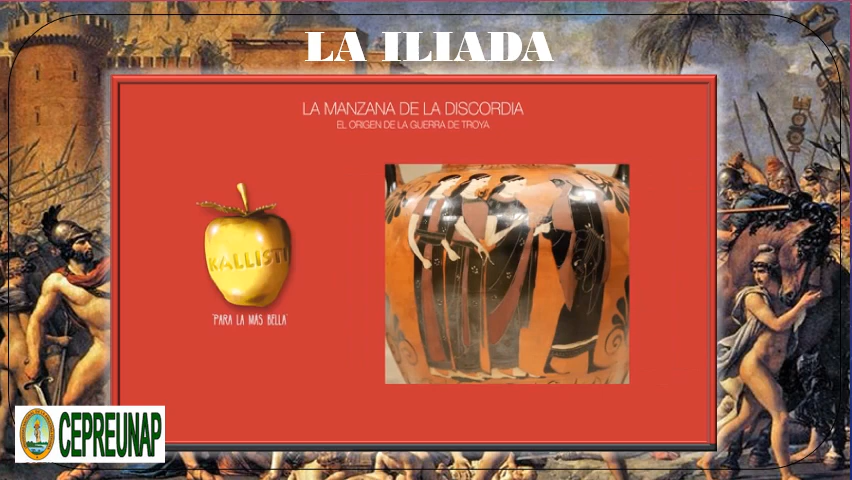 LA ILIADA
LA MANZANA DE LA DISCORDIA
EL ORIGEN DE LA GUERRA DE TROYA
KALLISTI
"PARA LA MÁS BELLA"
CEPREUNAP